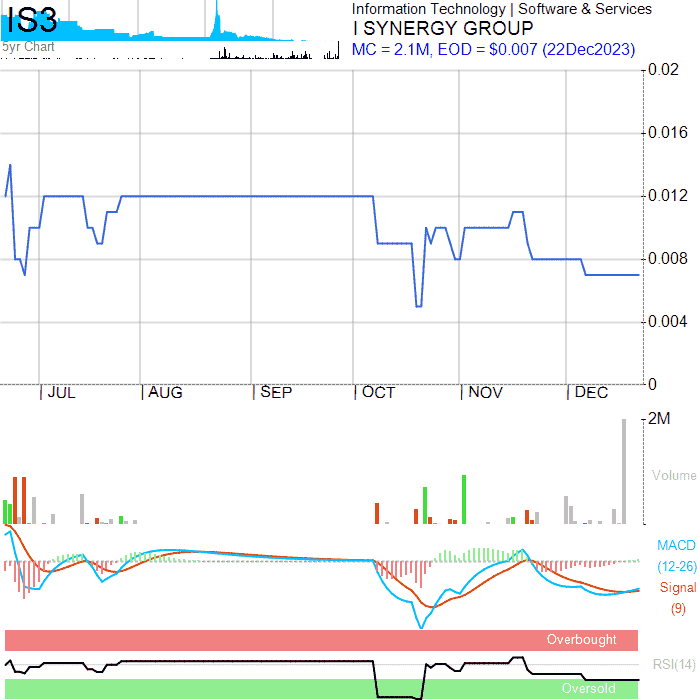 IS3
Information Technology | Software & Services
I SYNERGY GROUP
5yr Chart
MC = 2.1M, EOD = $0.007 (22Dec2023)
0.02
0.016
0.012
0.008
0.004
0
JUL AUG SEP OCT NOV DEC
2M
Volume
MACD
(12-26)
Signal
(9)
Overbought
RSI(14)
Oversold